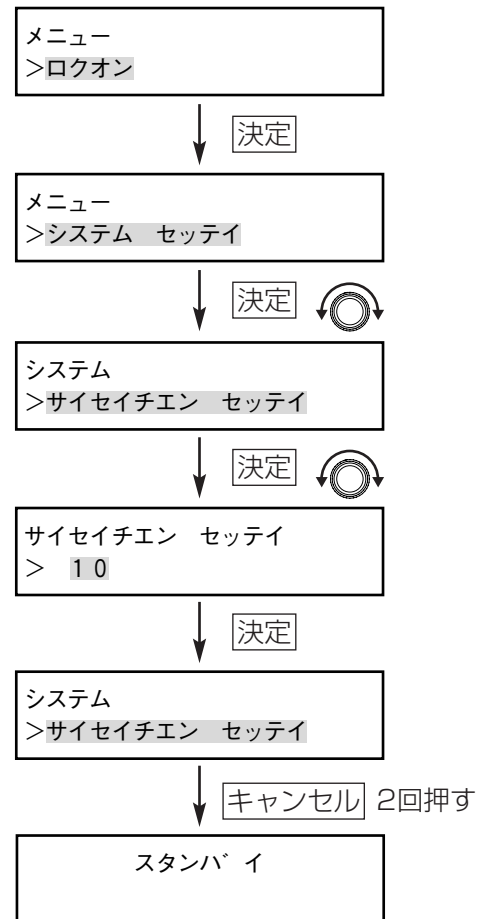 メニュー
>ロクオン
決定
メニュー
>システム　セッテイ
決定
システム
>サイセイチエン　セッテイ
決定
サイセイチエン　セッテイ
>　１０
決定
システム
>サイセイチエン　セッテイ
キャンセル 2回押す
スタンハ゛イ